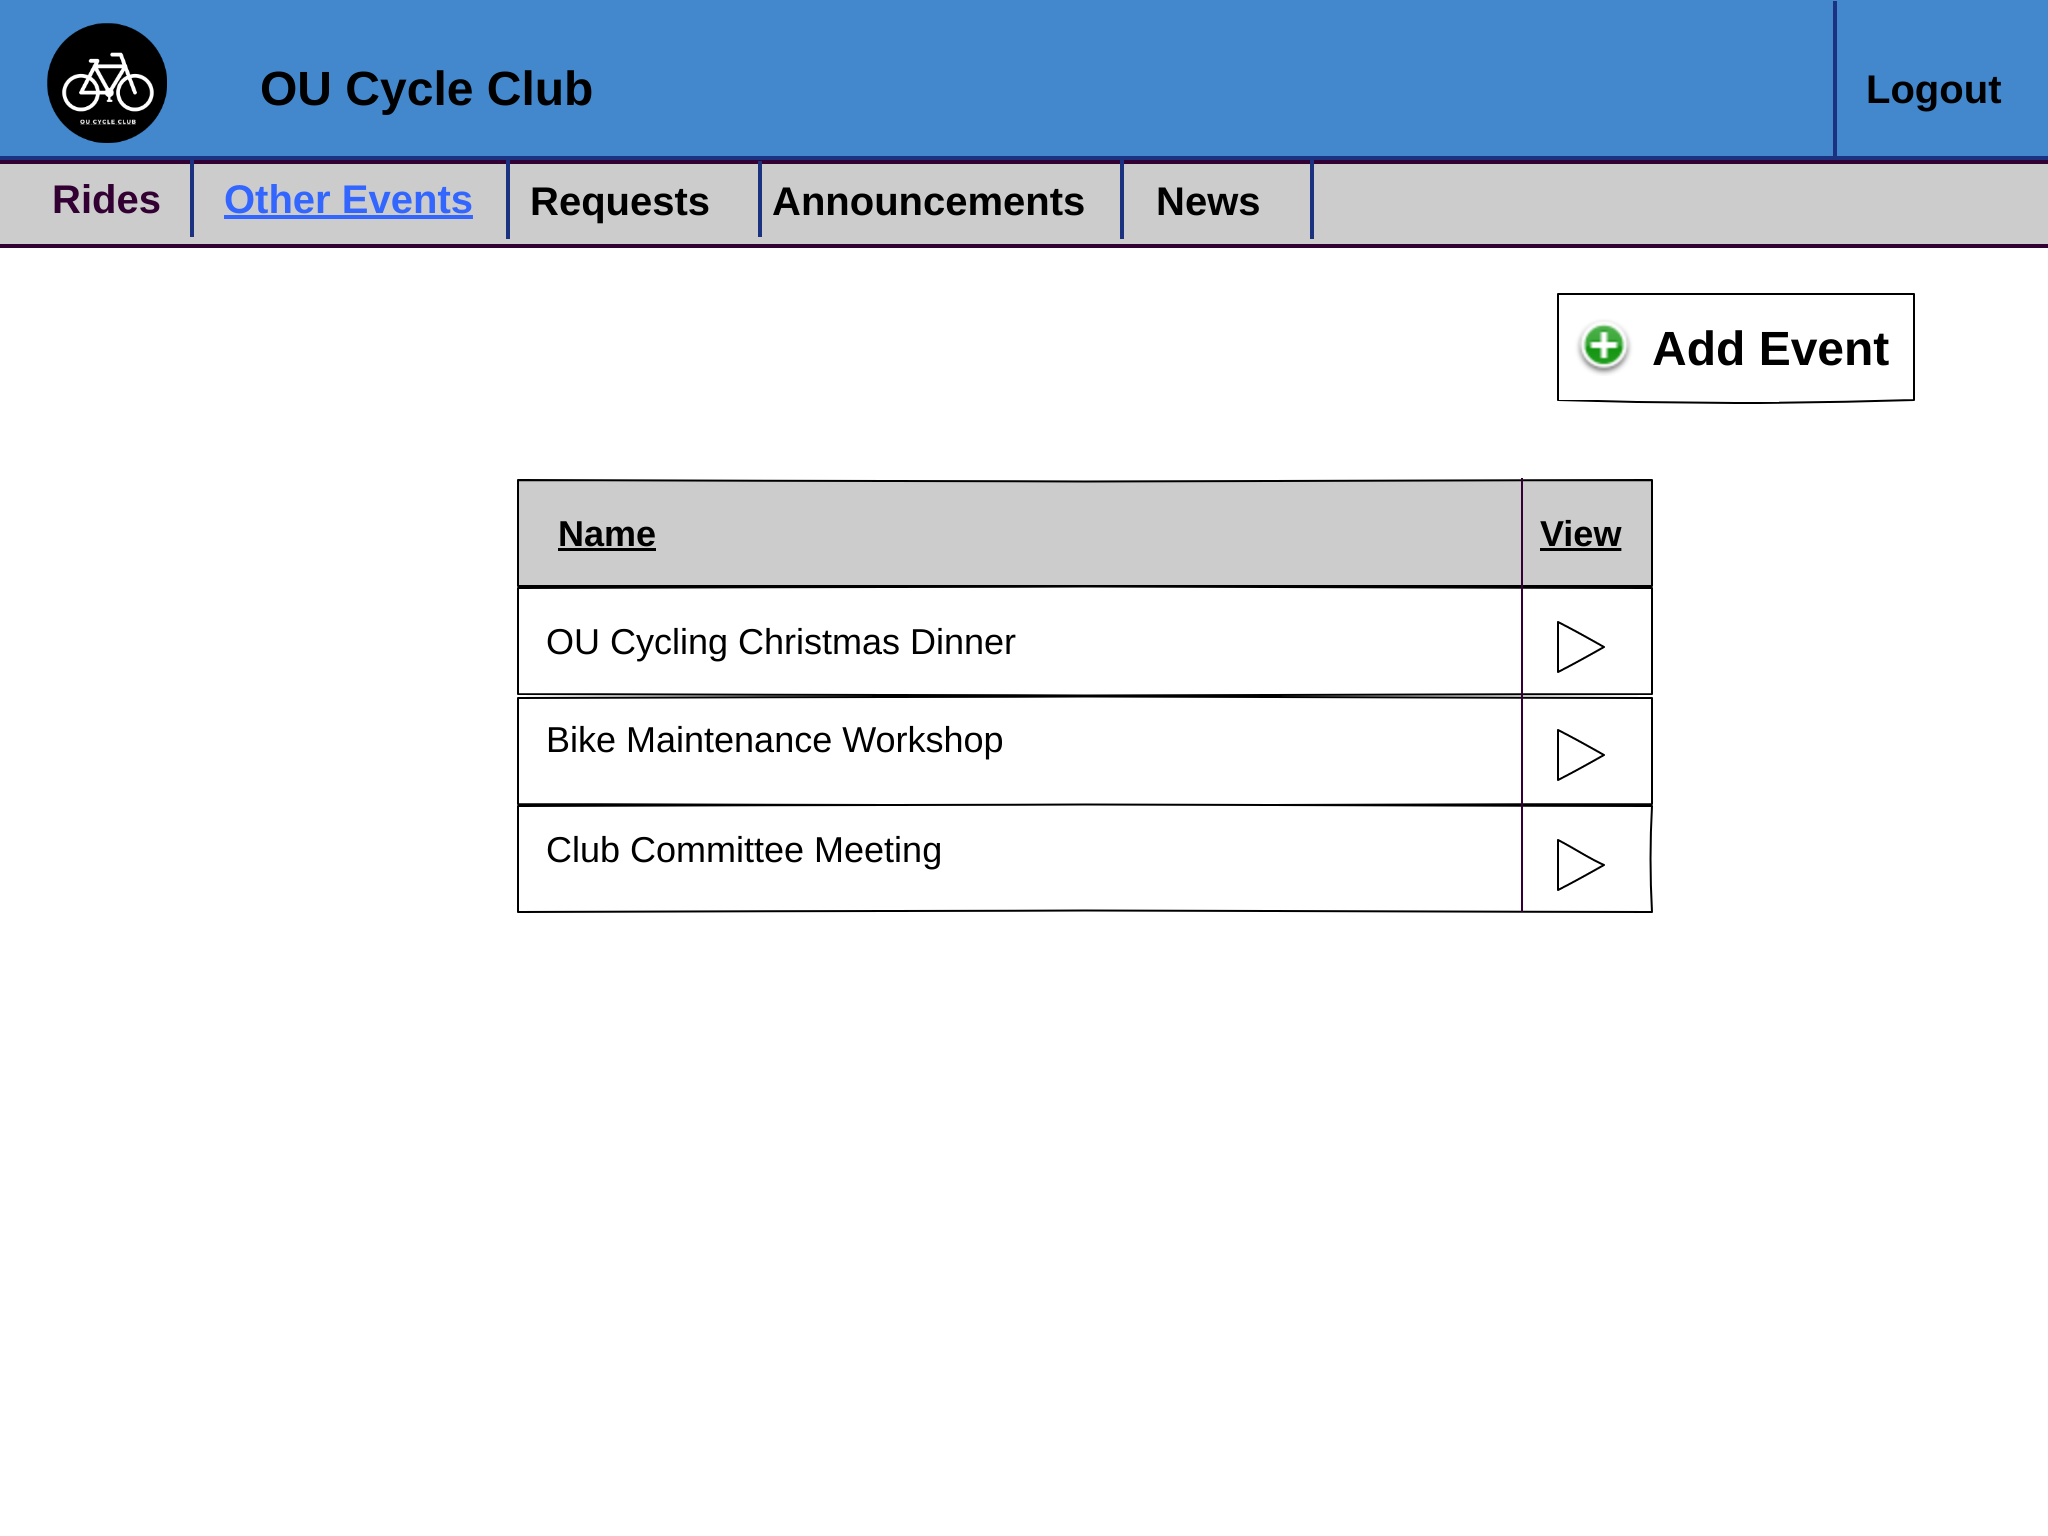 OU CYCLE CLUB
OU Cycle Club
Logout
Rides
Other Events
Requests
Announcements
News
Add Event
Name
View
OU Cycling Christmas Dinner
Bike Maintenance Workshop
Club Committee Meeting